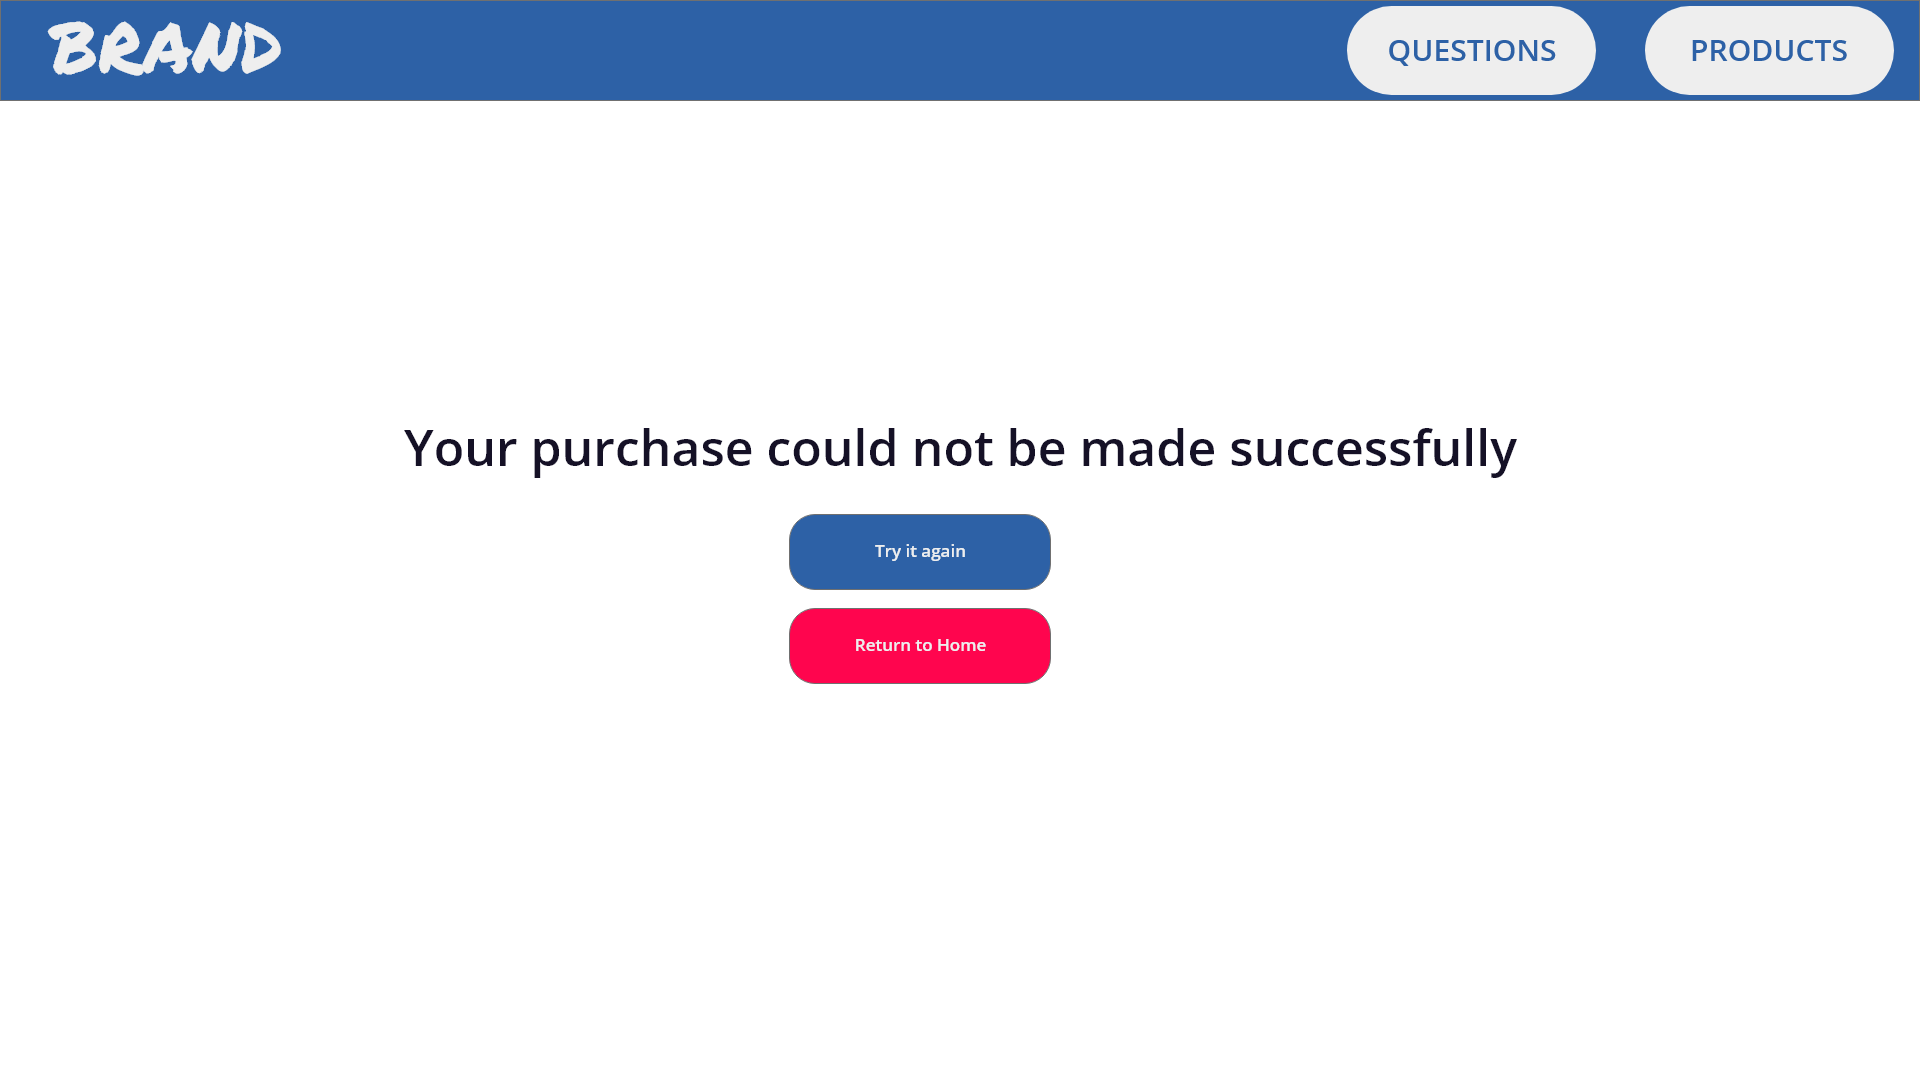 BRAND
QUESTIONS
PRODUCTS
Your purchase could not be made successfully
Try it again
Return to Home